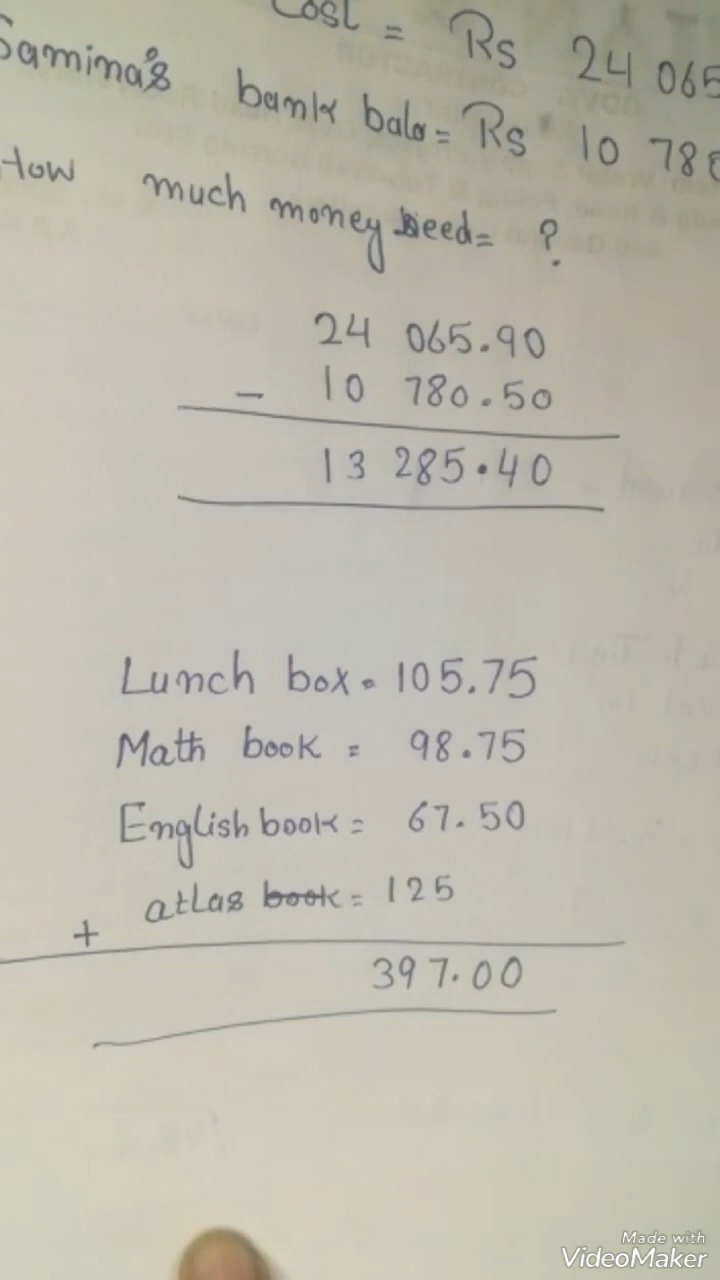 Cost = Rs 24 065
Samina's bank bala = Rs 10 780
How much money need = ?
24 065.90
- 10 780.50
13 285.40
Lunch box = 105.75
Math book = 98.75
English book = 67.50
+ atlas book = 125
397.00
Made with
VideoMaker